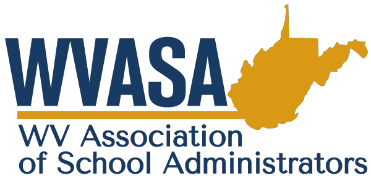 WVASA
WV Association
of School Administrators